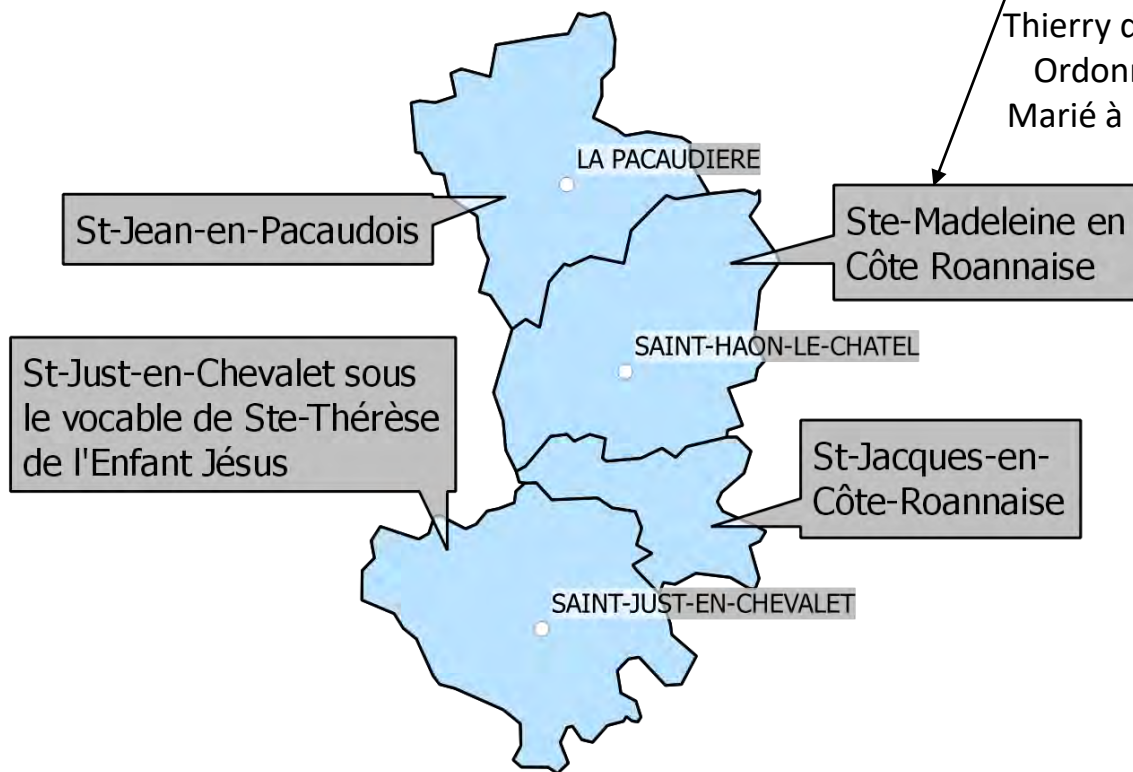 Thierry d
Ordonn
Marié à
LA PACAUDIERE
St-Jean-en-Pacaudois
Ste-Madeleine en
Côte Roannaise
SAINT-HAON-LE-CHATEL
St-Just-en-Chevalet sous
le vocable de Ste-Thérèse
de l'Enfant Jésus
St-Jacques-en-
Côte-Roannaise
SAINT-JUST-EN-CHEVALET